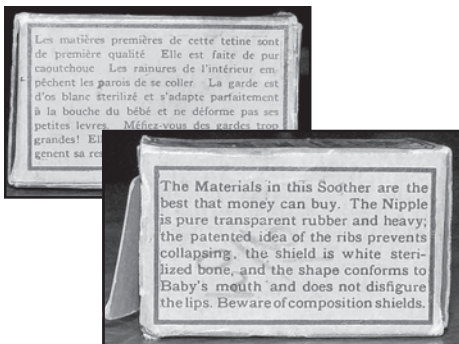 Les matières premières de cette tetine sont
de première qualité Elle est faite de pur
caoutchouc Les rainures de l'intérieur em-
pêchent les parois de se coller La garde est
d'os blanc sterilizé et s'adapte parfaitement
à la bouche du bébé et ne déforme pas ses
petites levres. Méfiez-vous des gardes trop
grandes!
genent sa
The Materials in this Soother are the
best that money can buy. The Nipple
is pure transparent rubber and heavy;
the patented idea of the ribs prevents
collapsing, the shield is white steri-
lized bone, and the shape conforms to
Baby's mouth and does not disfigure
the lips. Beware of composition shields.